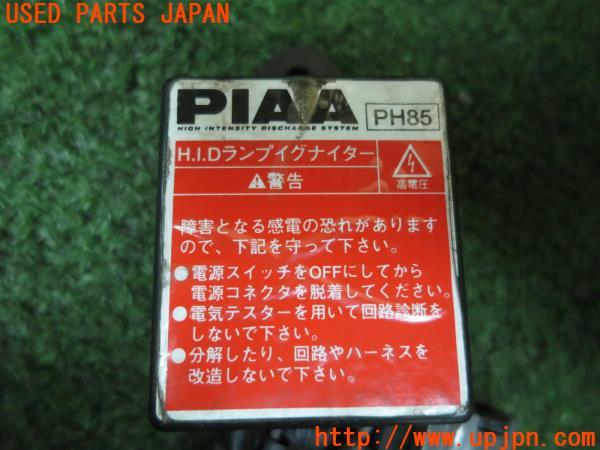 USED PARTS JAPAN
PIAA
HIGH INTENSITY DISCHARGE SYSTEM
PH85
H.I.Dランプイグナイター
警告
高電圧
障害となる感電の恐れがあります
ので、下記を守って下さい。
●電源スイッチをOFFにしてから
電源コネクタを脱着してください。
●電気テスターを用いて回路診断を
しないで下さい。
●分解したり、回路やハーネスを
改造しないで下さい。
http://www.upjpn.com